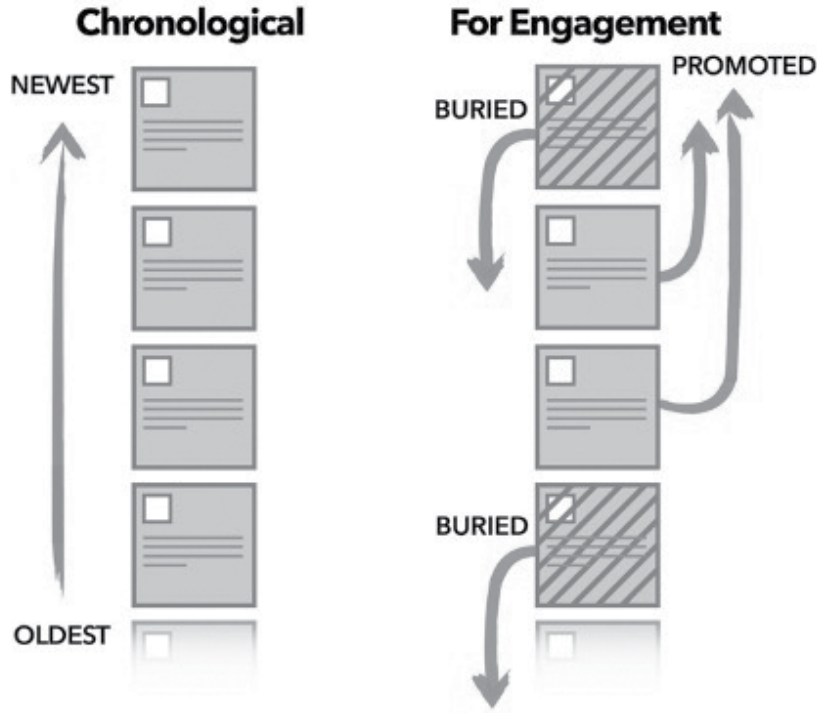 Chronological
NEWEST
OLDEST
For Engagement
PROMOTED
BURIED
BURIED